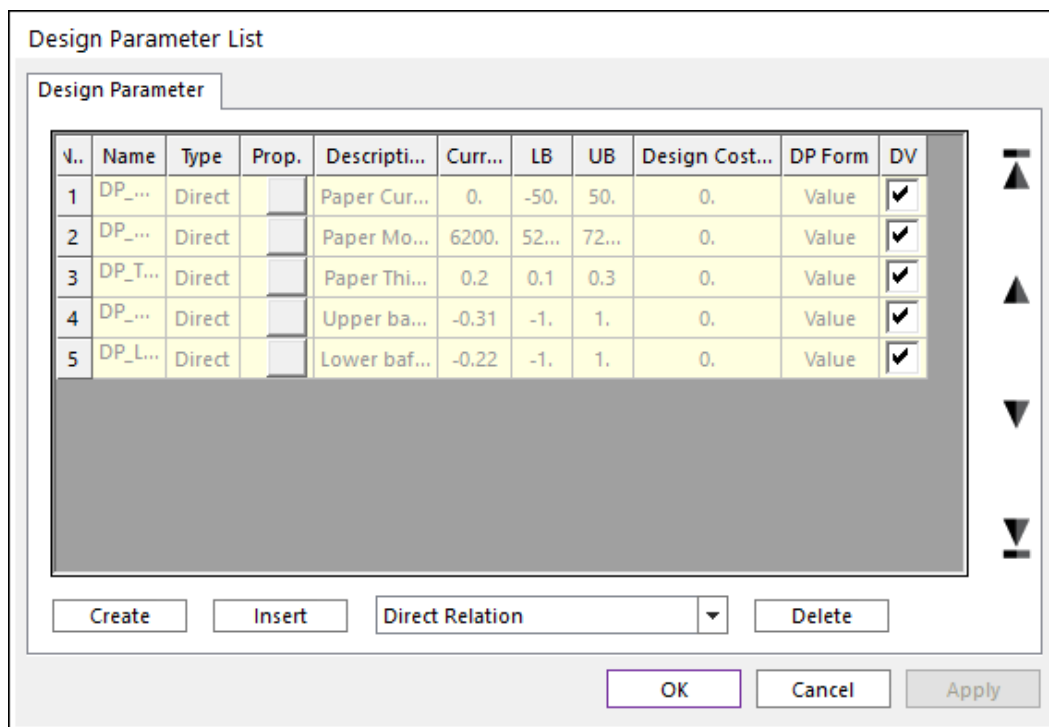 Design Parameter List
Design Parameter
N.. Name Type Prop. Descripti... Curr... LB UB Design Cost... DP Form DV
1 DP_... Direct Paper Cur... 0. -50. 50. 0. Value
2 DP_... Direct Paper Mo... 6200. 52... 72... 0. Value
3 DP_T... Direct Paper Thi... 0.2 0.1 0.3 0. Value
4 DP_... Direct Upper ba... -0.31 -1. 1. 0. Value
5 DP_L... Direct Lower baf... -0.22 -1. 1. 0. Value
Create Insert Direct Relation Delete
OK Cancel Apply